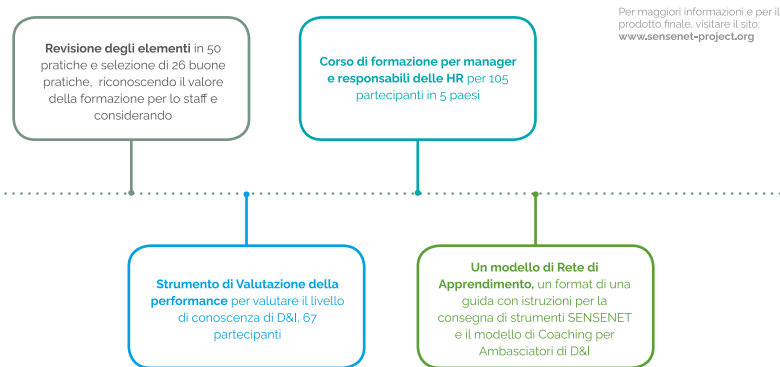 Per maggiori informazioni e per il
prodotto finale, visitare il sito:
www.sensenet-project.org
Revisione degli elementi in 50
pratiche e selezione di 26 buone
pratiche, riconoscendo il valore
della formazione per lo staff e
considerando
Corso di formazione per manager
e responsabili delle HR per 105
partecipanti in 5 paesi
Strumento di Valutazione della
performance per valutare il livello
di conoscenza di D&I, 67
partecipanti
Un modello di Rete di
Apprendimento, un format di una
guida con istruzioni per la
consegna di strumenti SENSENET
e il modello di Coaching per
Ambasciatori di D&I